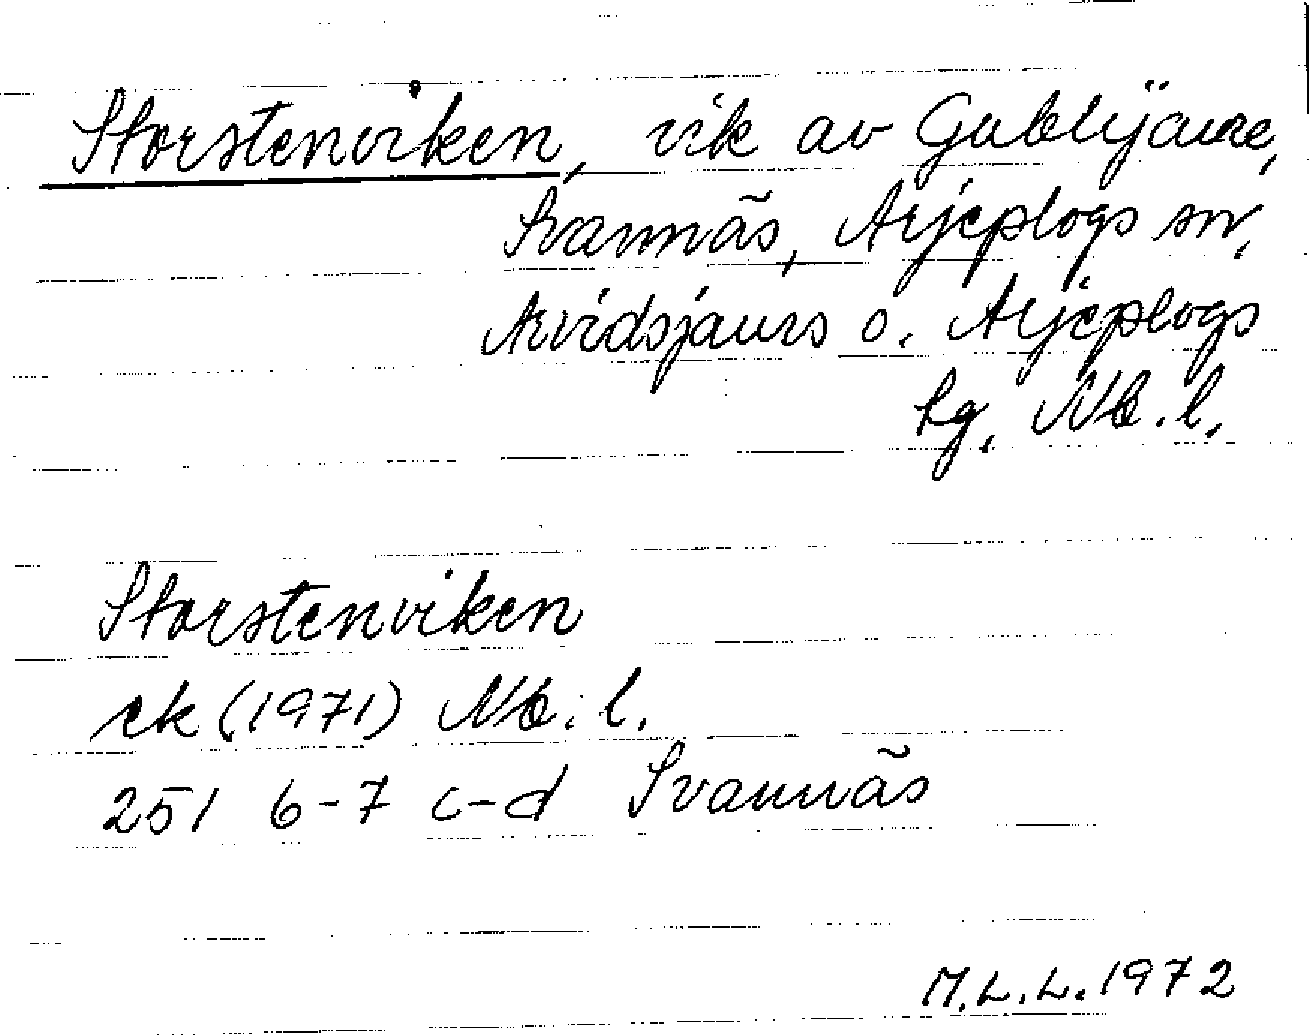 Storstenviken, vik av Gublijaure,
Svannäs, Arjeplogs sn,
Arvidsjaurs o. Arjeplogs
tg, Nb. l.
Storstenviken
ek (1971) Nb. l.
251 6-7 c-d Svannäs
M.L.L. 1972